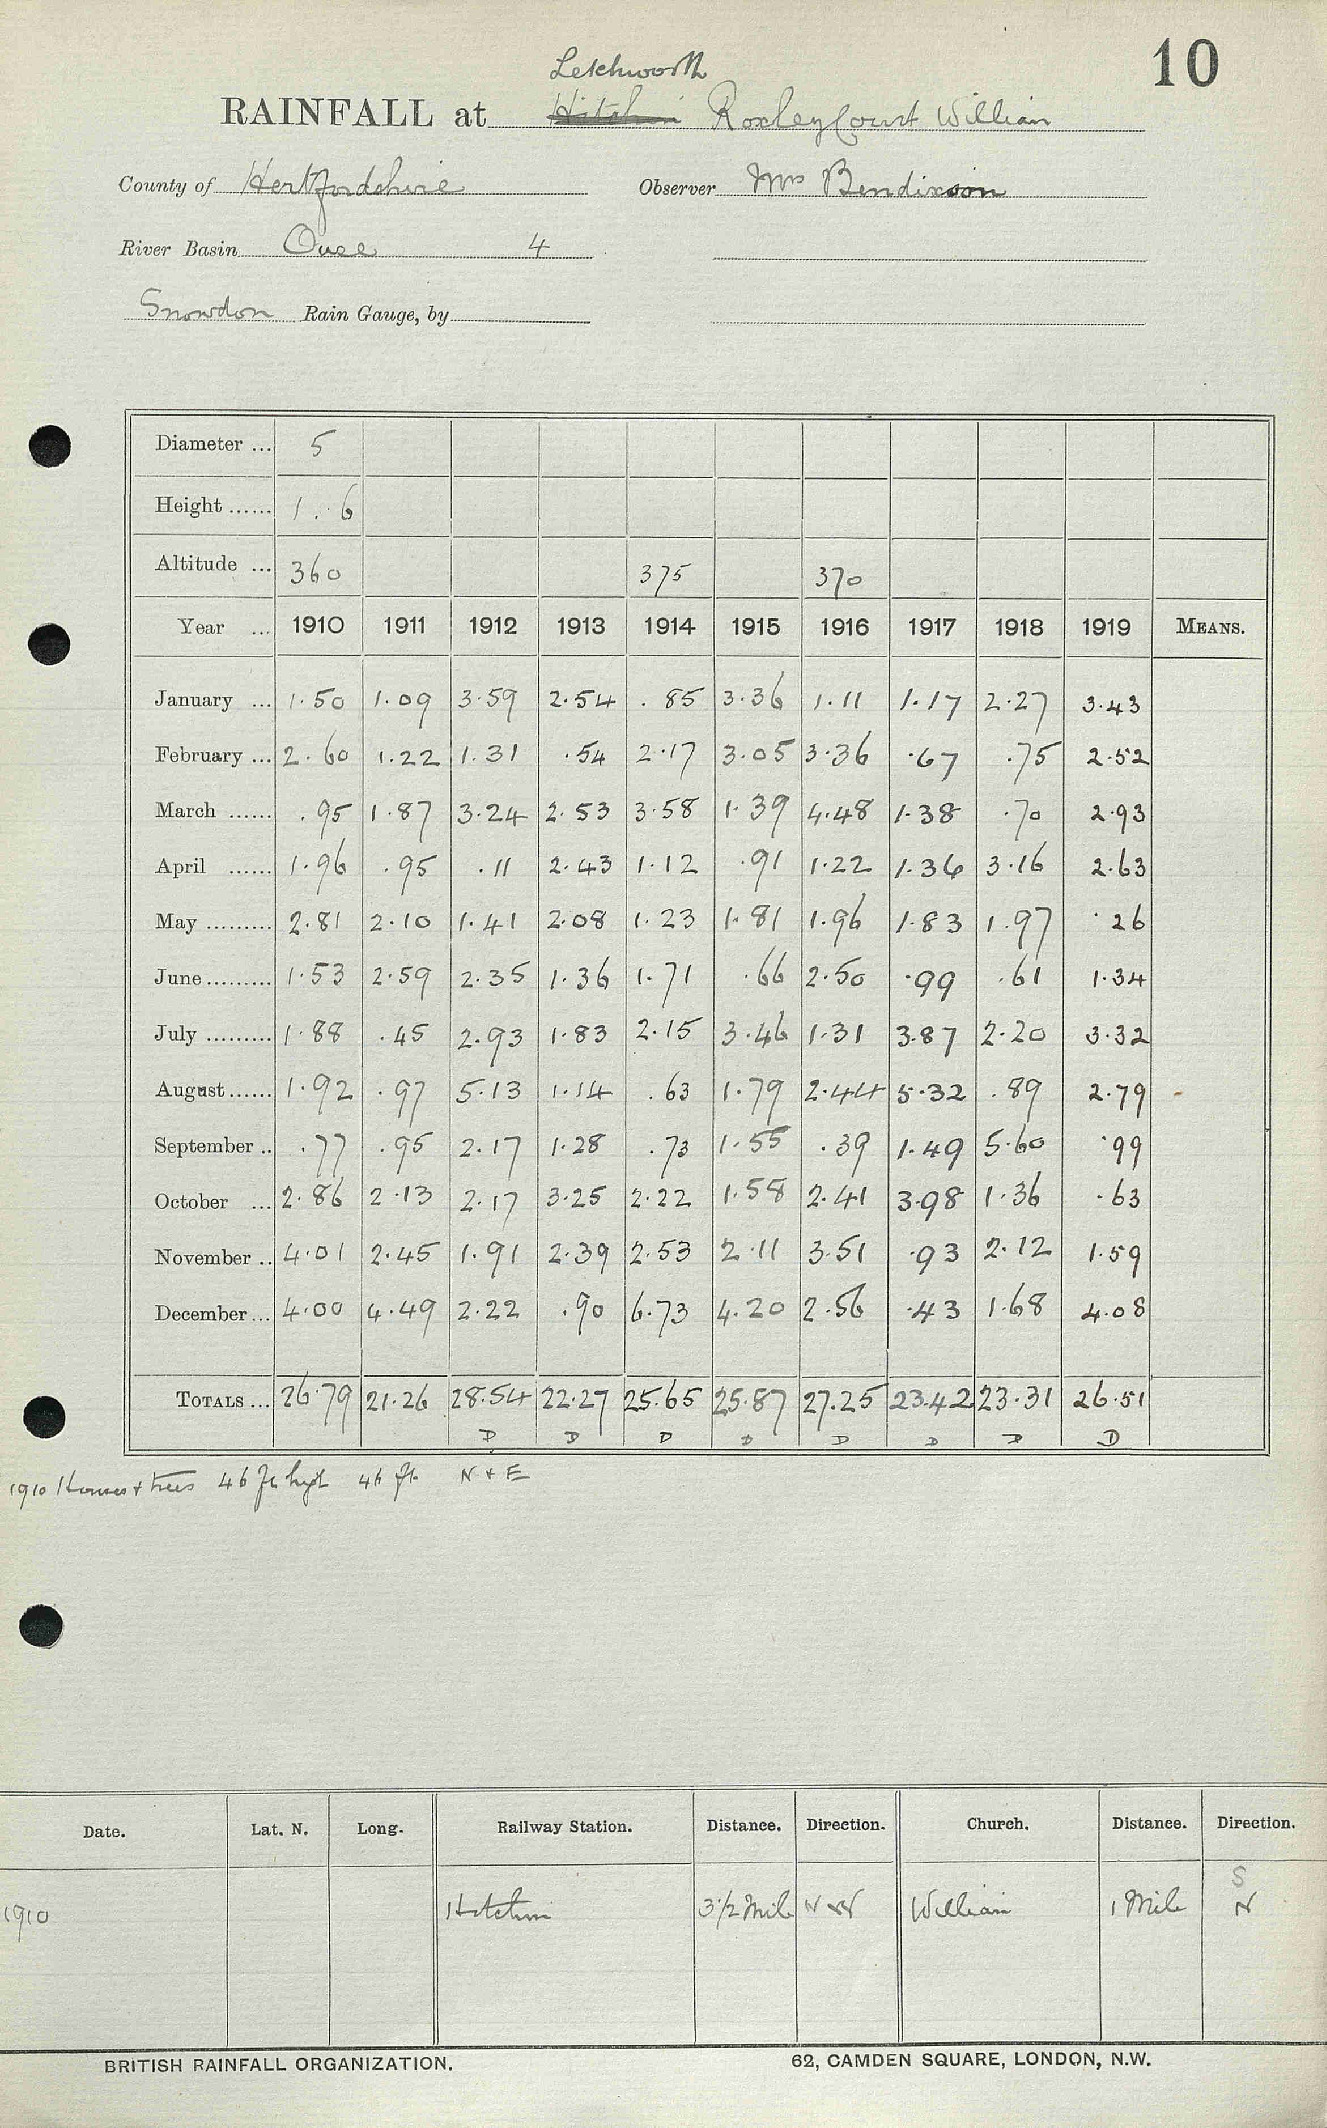 10
Letchworth
RAINFALL at Hitchin Roxley Court Willian
County of Hertfordshire Observer Mrs Bendixson
River Basin Ouse 4
Snowdon Rain Gauge, by
Diameter ... 5
Height ...... 1 . 6
Altitude ... 360 375 370
Year ... 1910 1911 1912 1913 1914 1915 1916 1917 1918 1919 MEANS.
January ... 1.50 1.09 3.59 2.54 .85 3.36 1.11 1.17 2.27 3.43
February ... 2.60 1.22 1.31 .54 2.17 3.05 3.36 .67 .75 2.52
March ...... .95 1.87 3.24 2.53 3.58 1.39 4.48 1.38 .70 2.93
April ...... 1.96 .95 .11 2.43 1.12 .91 1.22 1.36 3.16 2.63
May ......... 2.81 2.10 1.41 2.08 1.23 1.81 1.96 1.83 1.97 .26
June ......... 1.53 2.59 2.35 1.36 1.71 .66 2.50 .99 .61 1.34
July ......... 1.88 .45 2.93 1.83 2.15 3.46 1.31 3.87 2.20 3.32
August ...... 1.92 .97 5.13 1.14 .63 1.79 2.44 5.32 .89 2.79
September .. .77 .95 2.17 1.28 .73 1.55 .39 1.49 5.60 .99
October ... 2.86 2.13 2.17 3.25 2.22 1.58 2.41 3.98 1.36 .63
November .. 4.01 2.45 1.91 2.39 2.53 2.11 3.51 .93 2.12 1.59
December ... 4.00 4.49 2.22 .90 6.73 4.20 2.56 .43 1.68 4.08
TOTALS ... 26.79 21.26 28.54 22.27 25.65 25.87 27.25 23.42 23.31 26.51
D D D D D D D D
1910 Houses & trees 46 ft high 46 ft. N & E
Date. Lat. N. Long. Railway Station. Distance. Direction. Church. Distance. Direction.
S
1910 Hitchin 3 1/2 Mile N W Willian 1 Mile N
BRITISH RAINFALL ORGANIZATION. 62, CAMDEN SQUARE, LONDON, N.W.